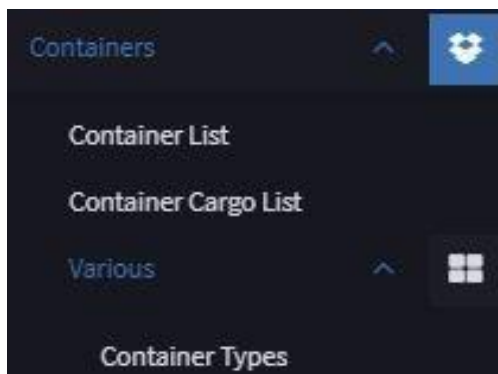 Containers
Container List
Container Cargo List
Various
Container Types